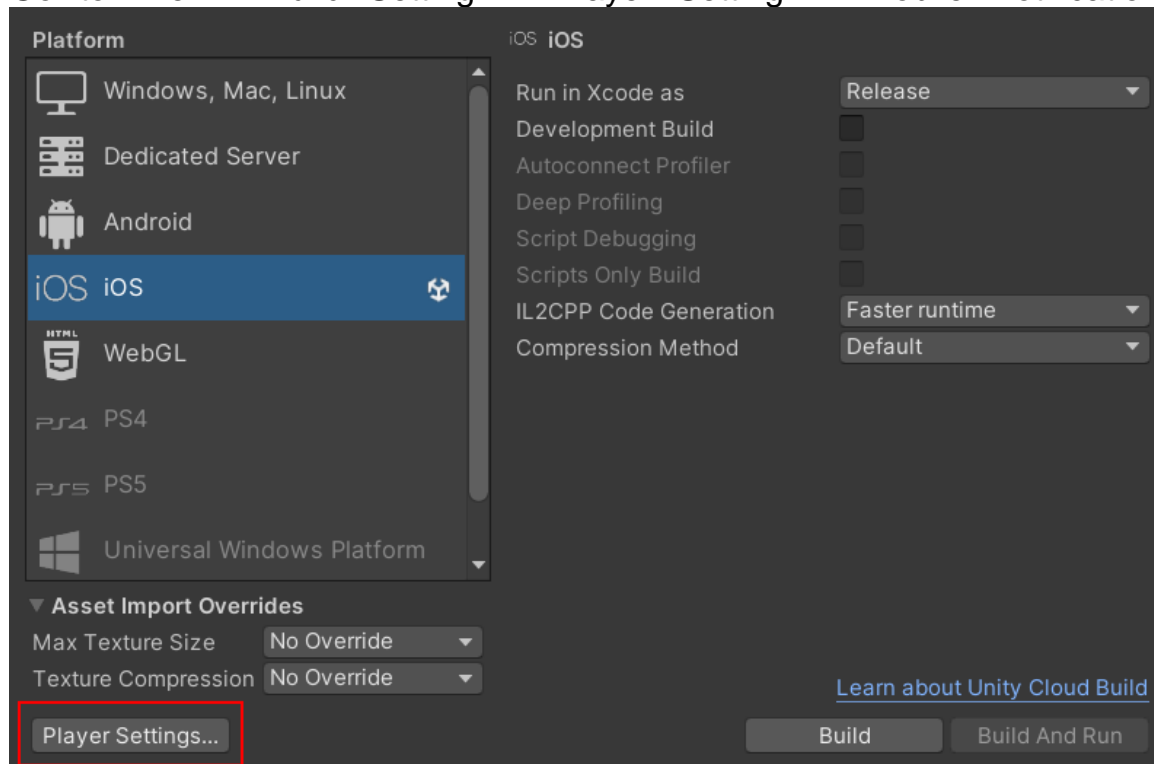 Platform
Windows, Mac, Linux
Dedicated Server
Android
iOS iOS
HTML 5 WebGL
PS4 PS4
PS5 PS5
Universal Windows Platform
Asset Import Overrides
Max Texture Size No Override
Texture Compression No Override
Player Settings...
iOS iOS
Run in Xcode as Release
Development Build
Autoconnect Profiler
Deep Profiling
Script Debugging
Scripts Only Build
IL2CPP Code Generation Faster runtime
Compression Method Default
Learn about Unity Cloud Build
Build Build And Run